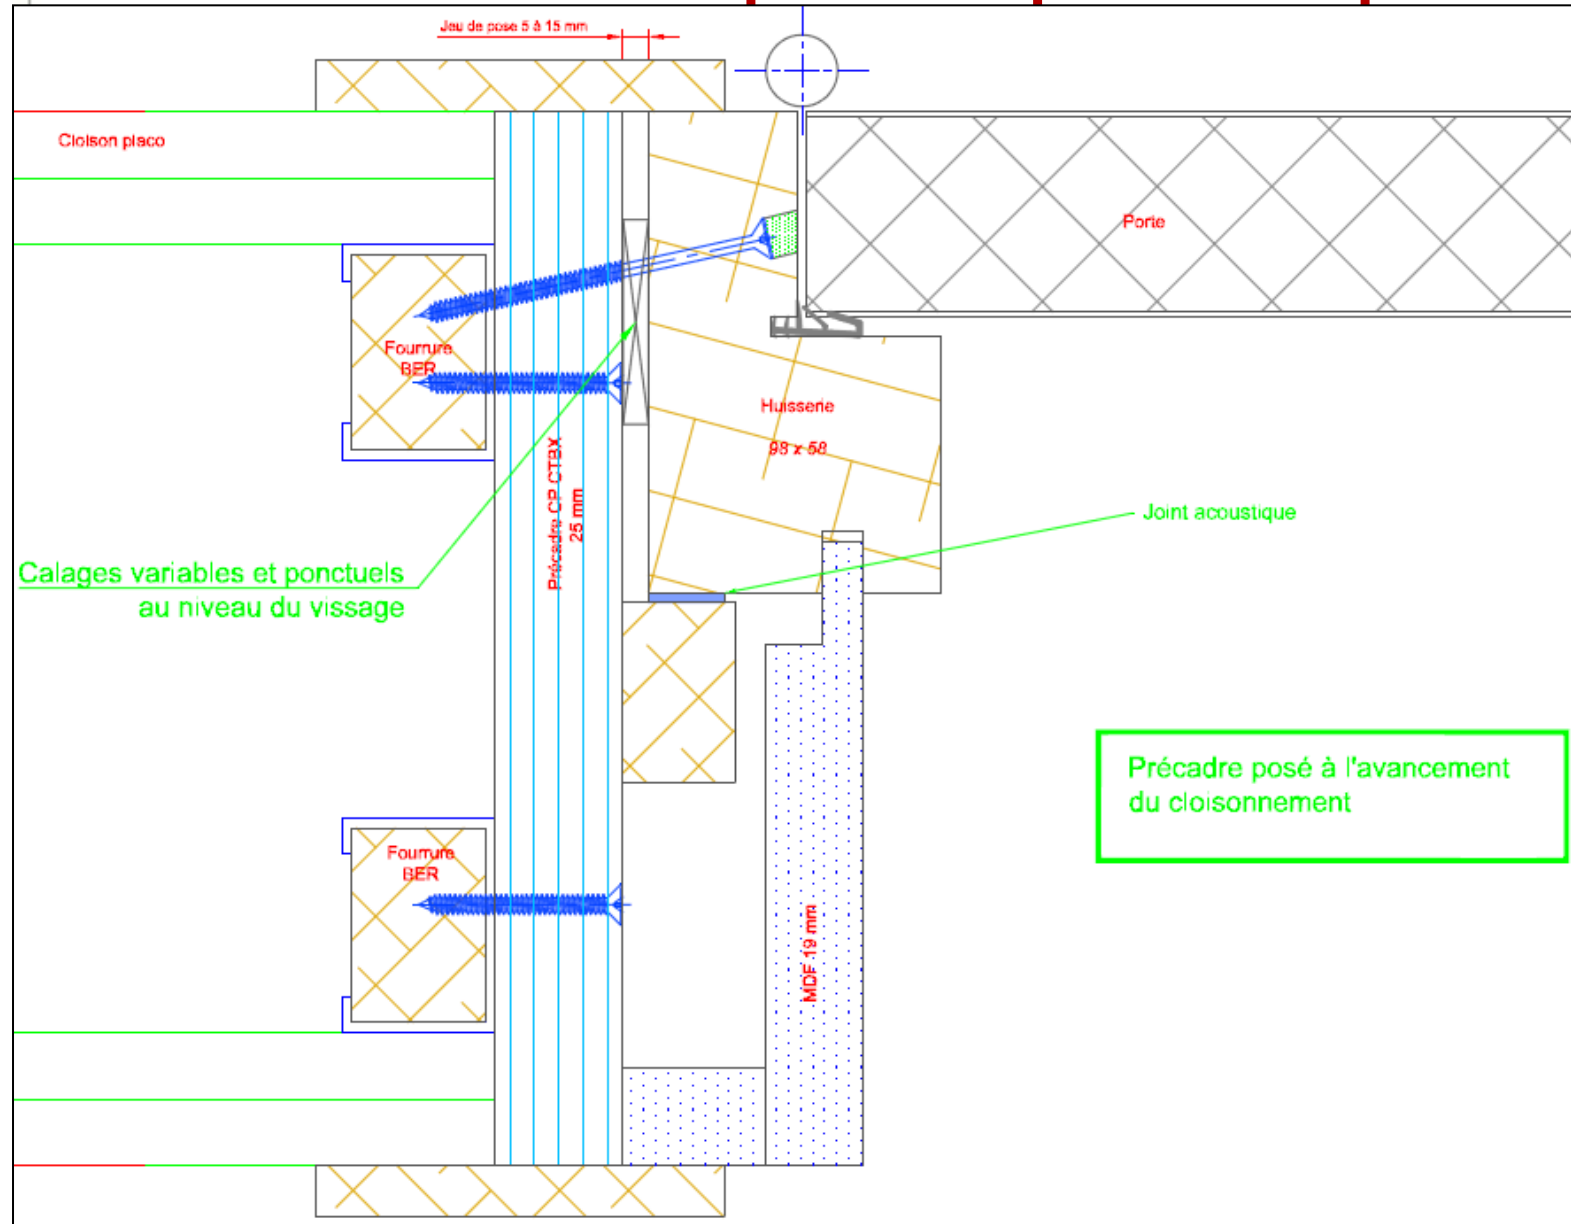 Jeu de pose 5 à 15 mm
Cloison placo
Porte
Fourrure
BER
Huisserie
98 x 58
Précadre CP CTBX
25 mm
Joint acoustique
Calages variables et ponctuels
au niveau du vissage
Précadre posé à l'avancement
du cloisonnement
Fourrure
BER
MDF 19 mm